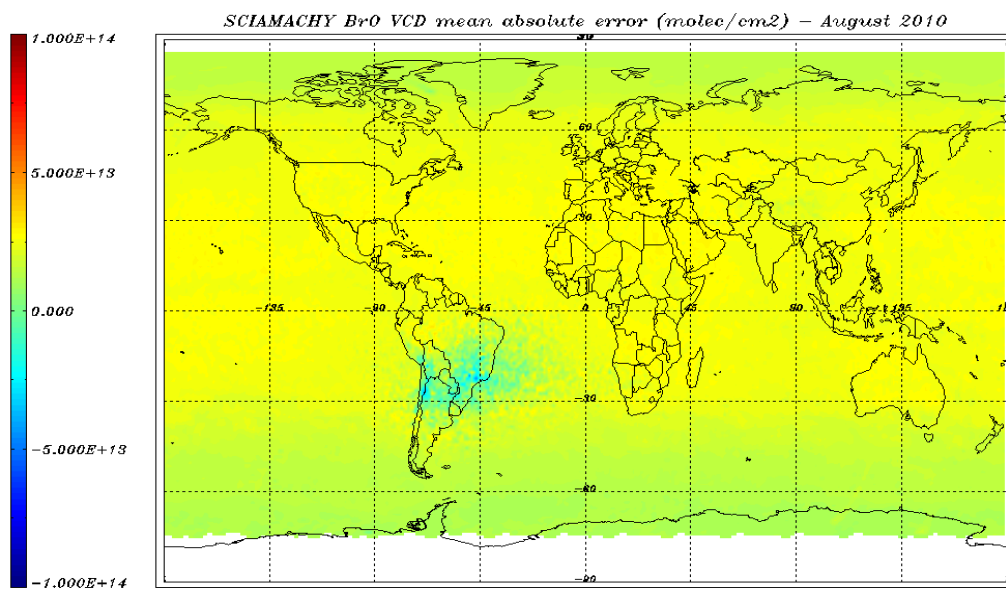 SCIAMACHY BrO VCD mean absolute error (molec/cm2) – August 2010
1.000E+14
5.000E+13
0.000
−5.000E+13
−1.000E+14
60
30
−135
−90
−45
0
45
90
135
−30
−60
−90